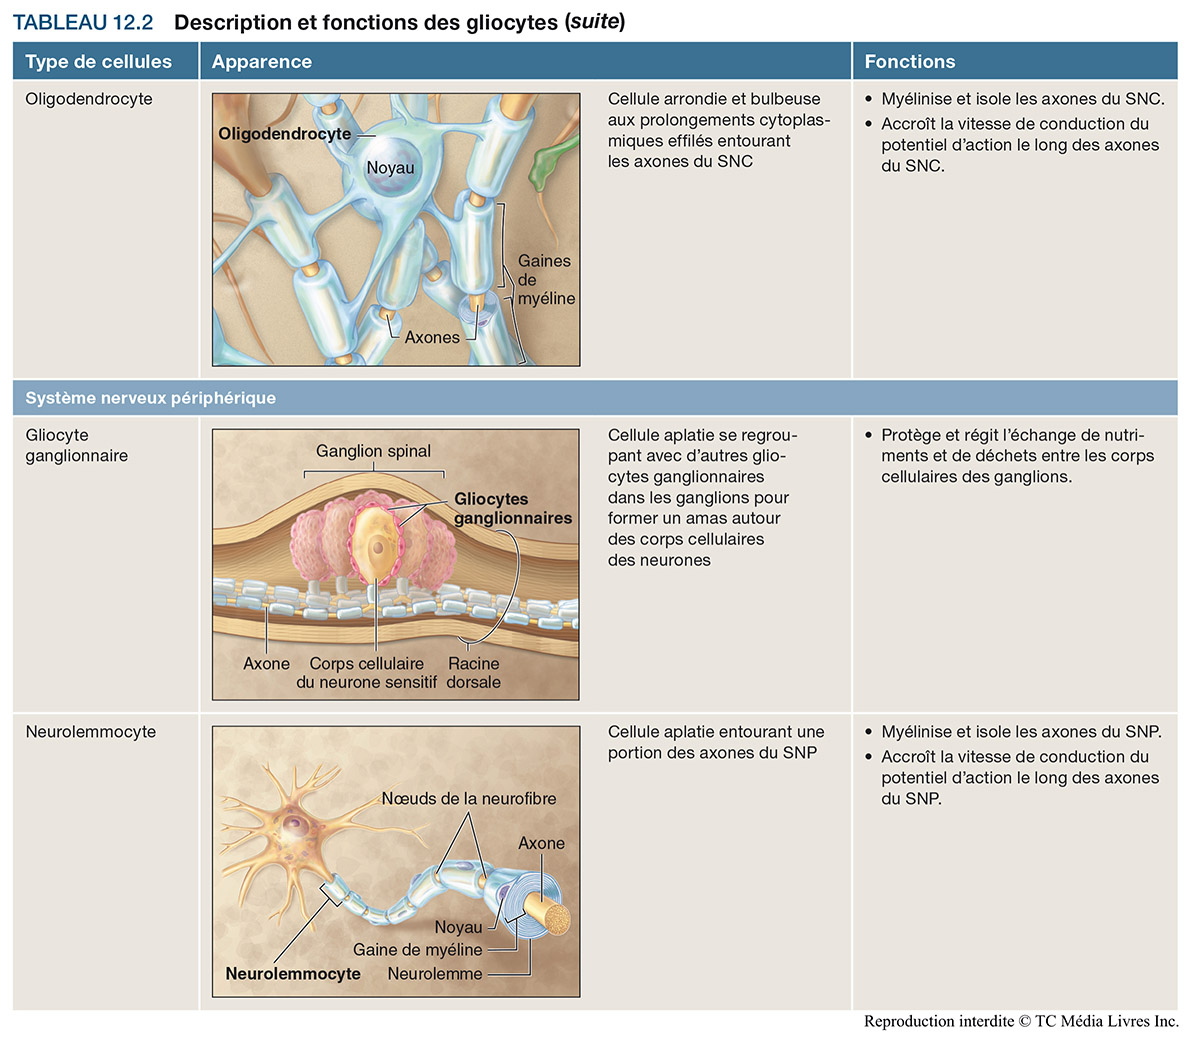 TABLEAU 12.2 Description et fonctions des gliocytes (suite)
Type de cellules
Apparence
Fonctions
Oligodendrocyte
Oligodendrocyte
Noyau
Gaines
de
myéline
Axones
Cellule arrondie et bulbeuse
aux prolongements cytoplas-
miques effilés entourant
les axones du SNC
• Myélinise et isole les axones du SNC.
• Accroît la vitesse de conduction du
potentiel d’action le long des axones
du SNC.
Système nerveux périphérique
Gliocyte
ganglionnaire
Ganglion spinal
Gliocytes
ganglionnaires
Axone
Corps cellulaire
du neurone sensitif
Racine
dorsale
Cellule aplatie se regrou-
pant avec d’autres glio-
cytes ganglionnaires
dans les ganglions pour
former un amas autour
des corps cellulaires
des neurones
• Protège et régit l’échange de nutri-
ments et de déchets entre les corps
cellulaires des ganglions.
Neurolemmocyte
Nœuds de la neurofibre
Axone
Noyau
Gaine de myéline
Neurolemme
Neurolemmocyte
Cellule aplatie entourant une
portion des axones du SNP
• Myélinise et isole les axones du SNP.
• Accroît la vitesse de conduction du
potentiel d’action le long des axones
du SNP.
Reproduction interdite © TC Média Livres Inc.